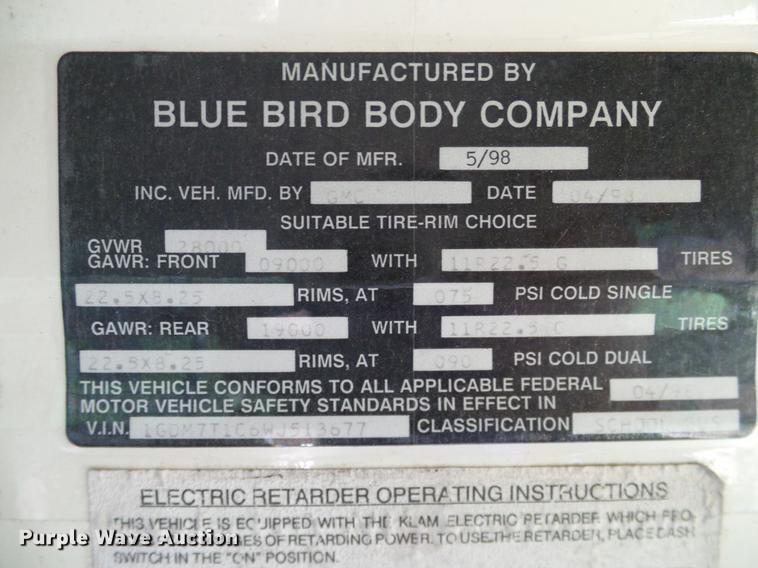 MANUFACTURED BY
BLUE BIRD BODY COMPANY
DATE OF MFR. 5/98
INC. VEH. MFD. BY GMC DATE 04/98
SUITABLE TIRE-RIM CHOICE
GVWR 28000
GAWR: FRONT 09000 WITH 11R22.5 G TIRES
22.5X8.25 RIMS, AT 075 PSI COLD SINGLE
GAWR: REAR 19000 WITH 11R22.5 G TIRES
22.5X8.25 RIMS, AT 090 PSI COLD DUAL
THIS VEHICLE CONFORMS TO ALL APPLICABLE FEDERAL 04/98
MOTOR VEHICLE SAFETY STANDARDS IN EFFECT IN
V.I.N. 1GDM7T1C6WJ513677 CLASSIFICATION SCHOOL BUS
ELECTRIC RETARDER OPERATING INSTRUCTIONS
THIS VEHICLE IS EQUIPPED WITH THE KLAM ELECTRIC RETARDER WHICH PRO-
OF RETARDING POWER. TO USE THE RETARDER, PLACE DASH
SWITCH IN THE "ON" POSITION.
Purple Wave Auction